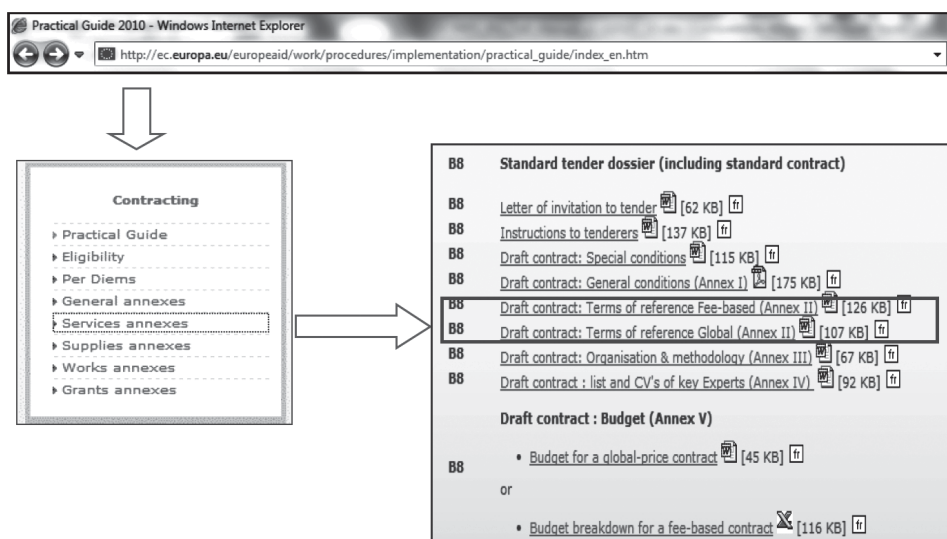 Practical Guide 2010 - Windows Internet Explorer
http://ec.europa.eu/europeaid/work/procedures/implementation/practical_guide/index_en.htm
Contracting
Practical Guide
Eligibility
Per Diems
General annexes
Services annexes
Supplies annexes
Works annexes
Grants annexes
B8 Standard tender dossier (including standard contract)
B8 Letter of invitation to tender [62 KB] fr
B8 Instructions to tenderers [137 KB] fr
B8 Draft contract: Special conditions [115 KB] fr
B8 Draft contract: General conditions (Annex I) [175 KB] fr
B8 Draft contract: Terms of reference Fee-based (Annex II) [126 KB] fr
B8 Draft contract: Terms of reference Global (Annex II) [107 KB] fr
B8 Draft contract: Organisation & methodology (Annex III) [67 KB] fr
B8 Draft contract : list and CV's of key Experts (Annex IV) [92 KB] fr
Draft contract : Budget (Annex V)
B8 • Budget for a global-price contract [45 KB] fr
or
• Budget breakdown for a fee-based contract [116 KB] fr